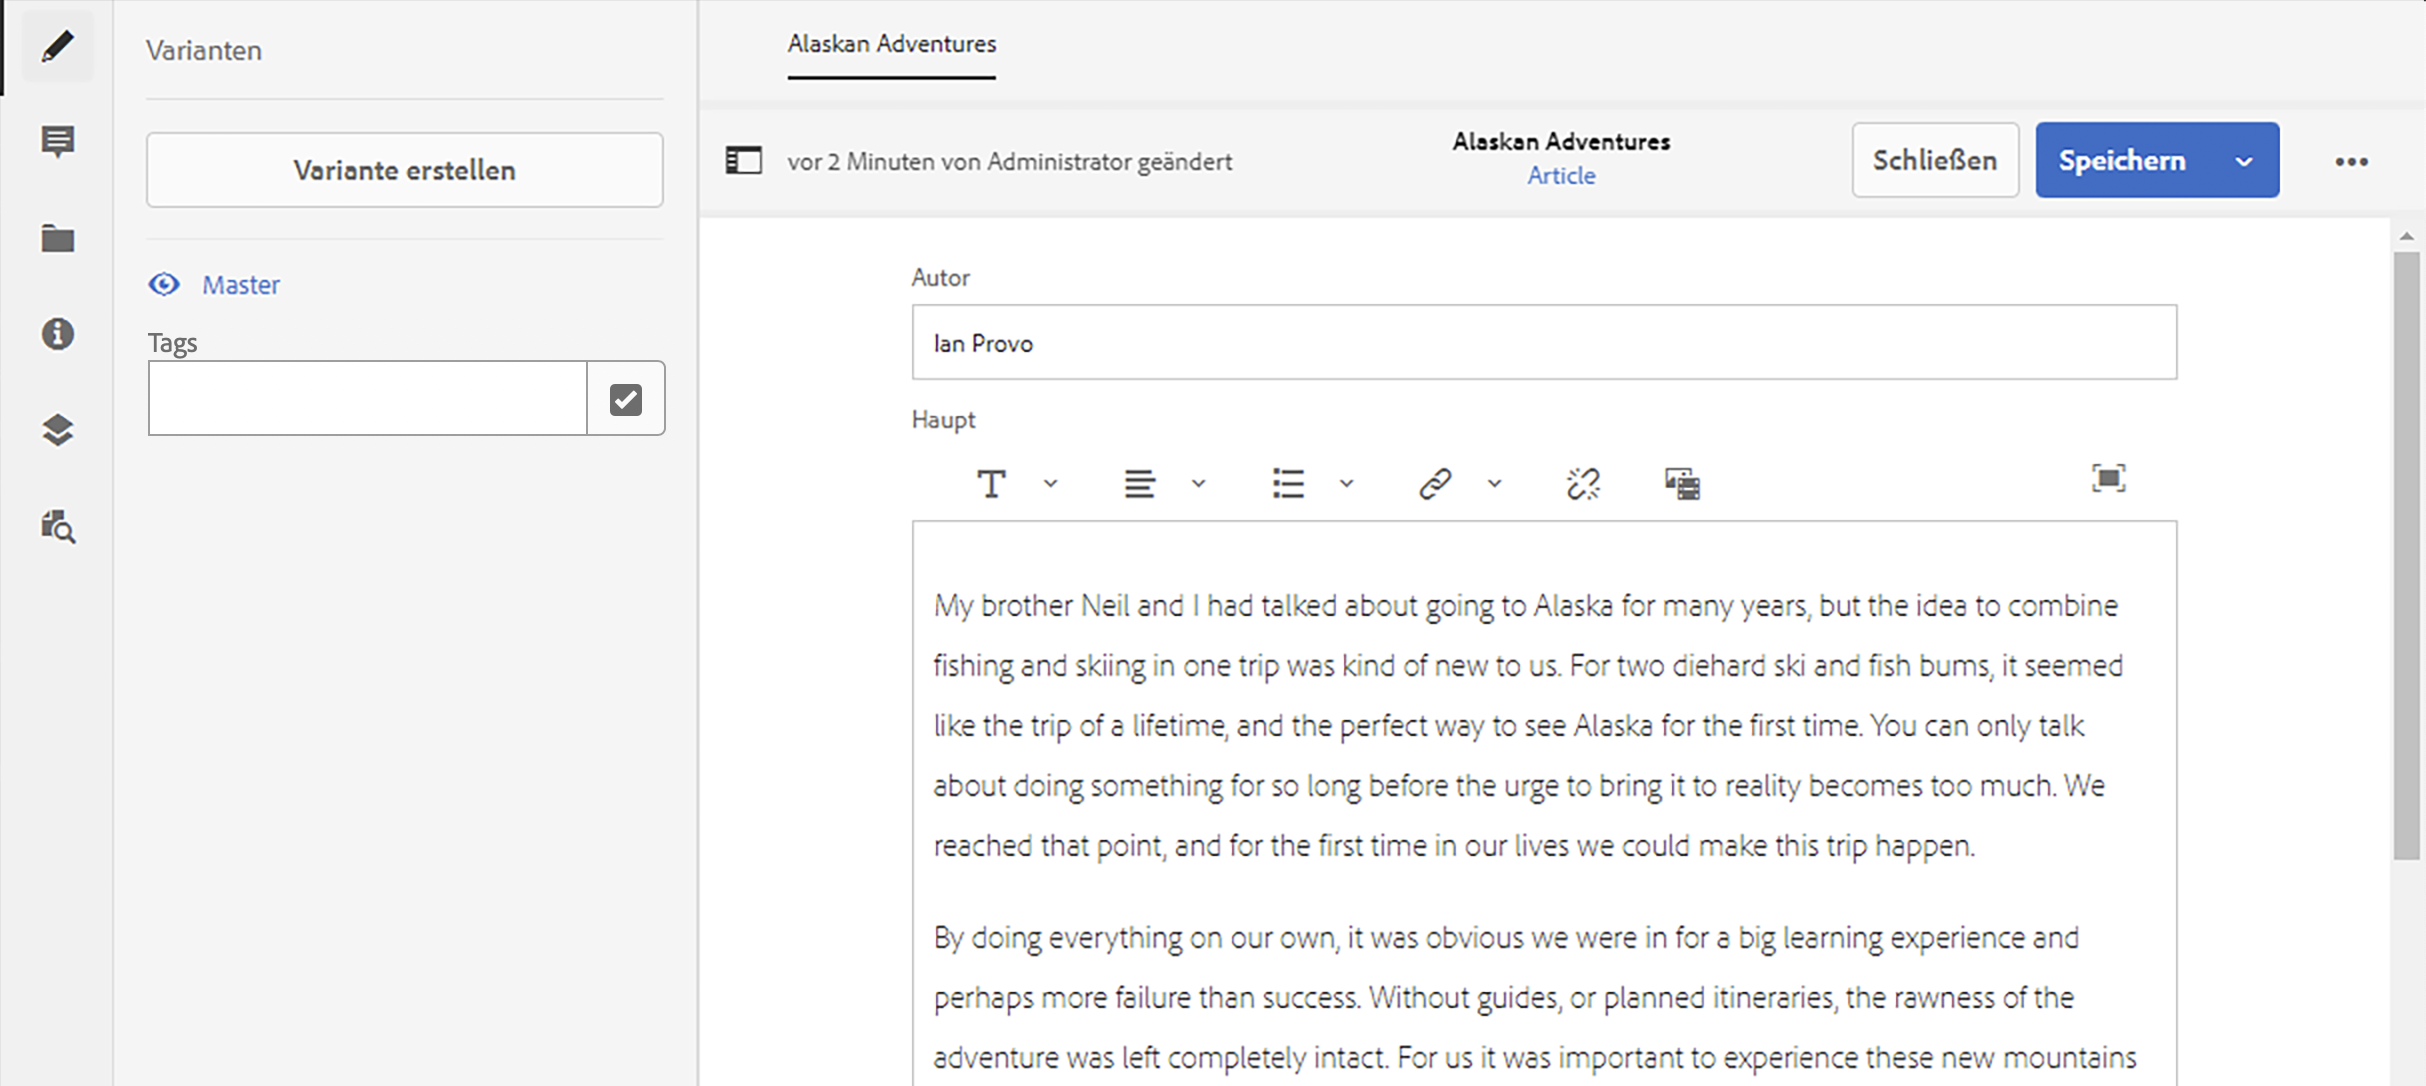 Varianten
Variante erstellen
Master
Tags
Alaskan Adventures
vor 2 Minuten von Administrator geändert
Alaskan Adventures
Article
Schließen
Speichern
Autor
Ian Provo
Haupt
My brother Neil and I had talked about going to Alaska for many years, but the idea to combine
fishing and skiing in one trip was kind of new to us. For two diehard ski and fish bums, it seemed
like the trip of a lifetime, and the perfect way to see Alaska for the first time. You can only talk
about doing something for so long before the urge to bring it to reality becomes too much. We
reached that point, and for the first time in our lives we could make this trip happen.
By doing everything on our own, it was obvious we were in for a big learning experience and
perhaps more failure than success. Without guides, or planned itineraries, the rawness of the
adventure was left completely intact. For us it was important to experience these new mountains